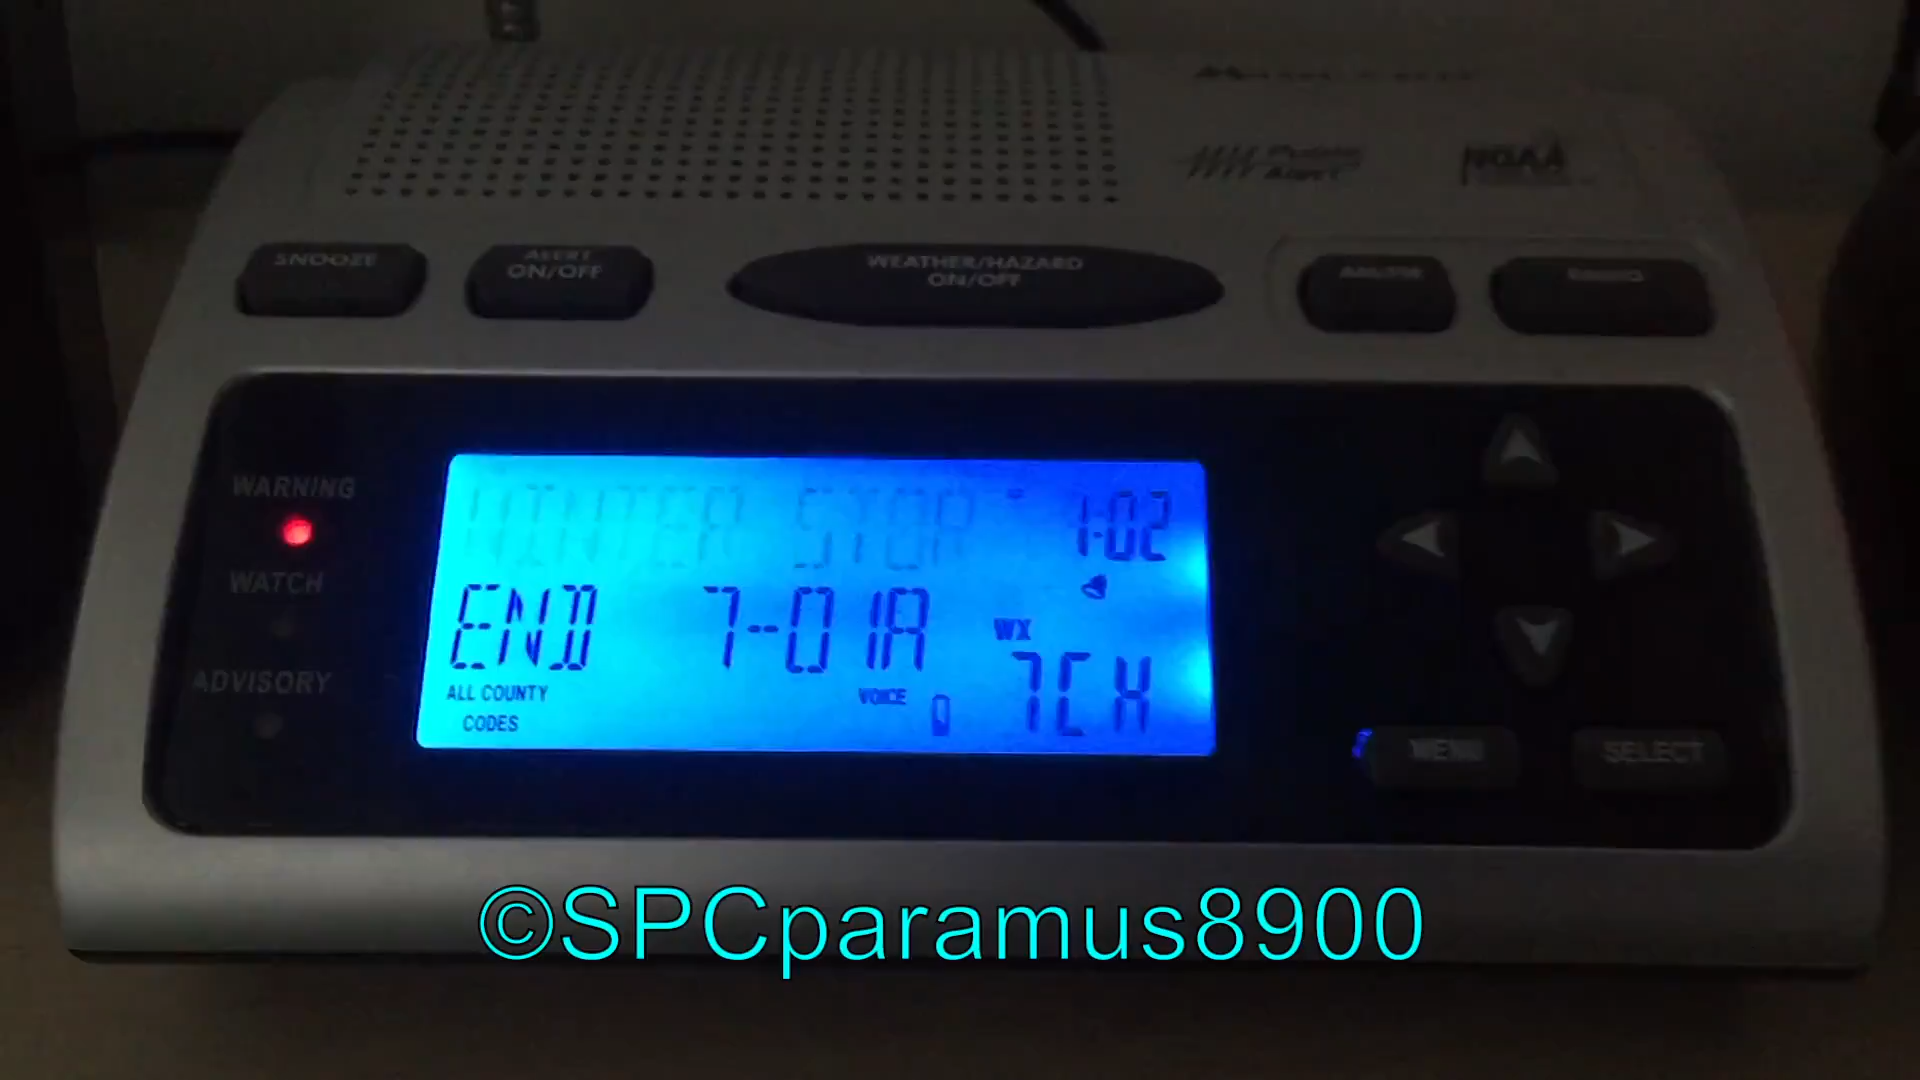 NOAA
SNOOZE
ALERT
ON/OFF
WEATHER/HAZARD
ON/OFF
WARNING
WATCH
ADVISORY
WINTER STOR
1:02
END 7-01A
WX
7CH
ALL COUNTY
CODES
VOICE
MENU
SELECT
©SPCparamus8900